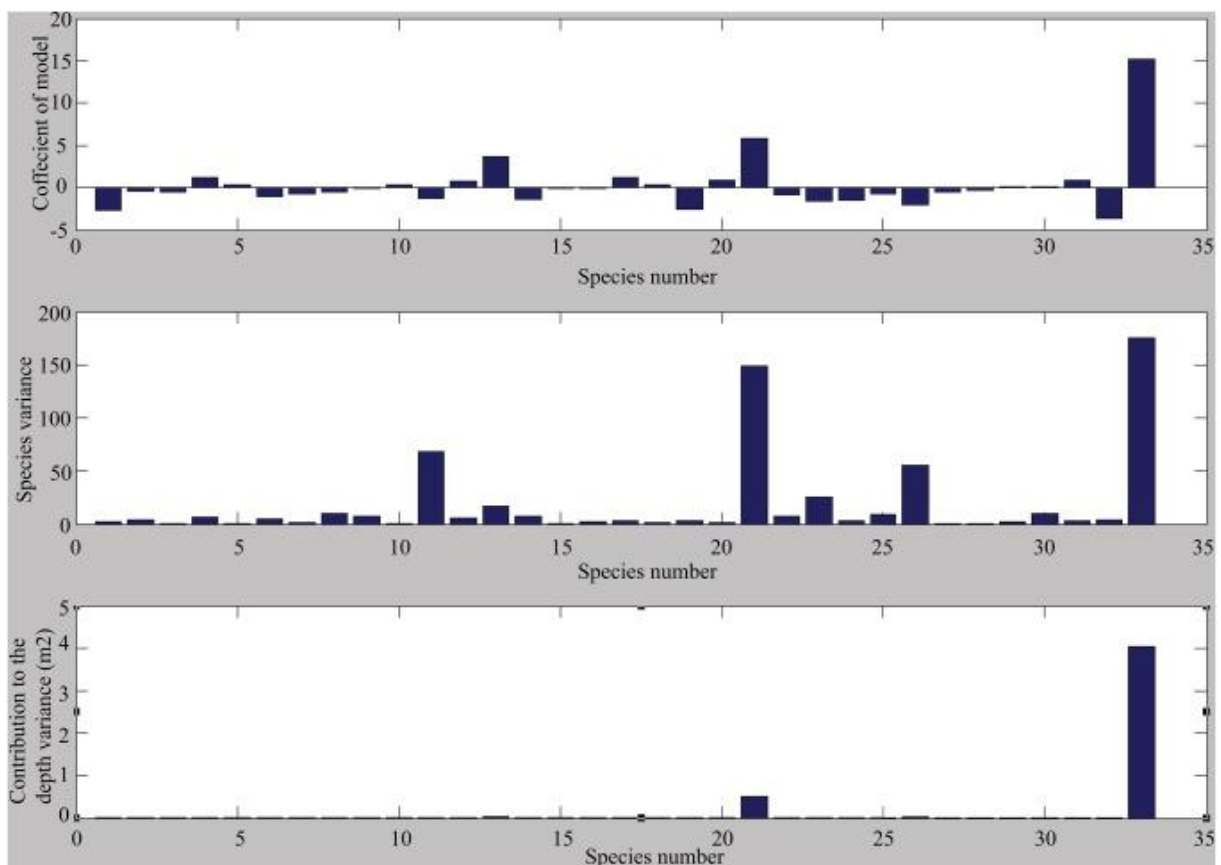 20
15
10
5
0
-5
Coffecient of model
0 5 10 15 20 25 30 35
Species number
200
150
100
50
0
Species variance
0 5 10 15 20 25 30 35
Species number
5
4
3
2
1
0
Contribution to the
depth variance (m2)
0 5 10 15 20 25 30 35
Species number